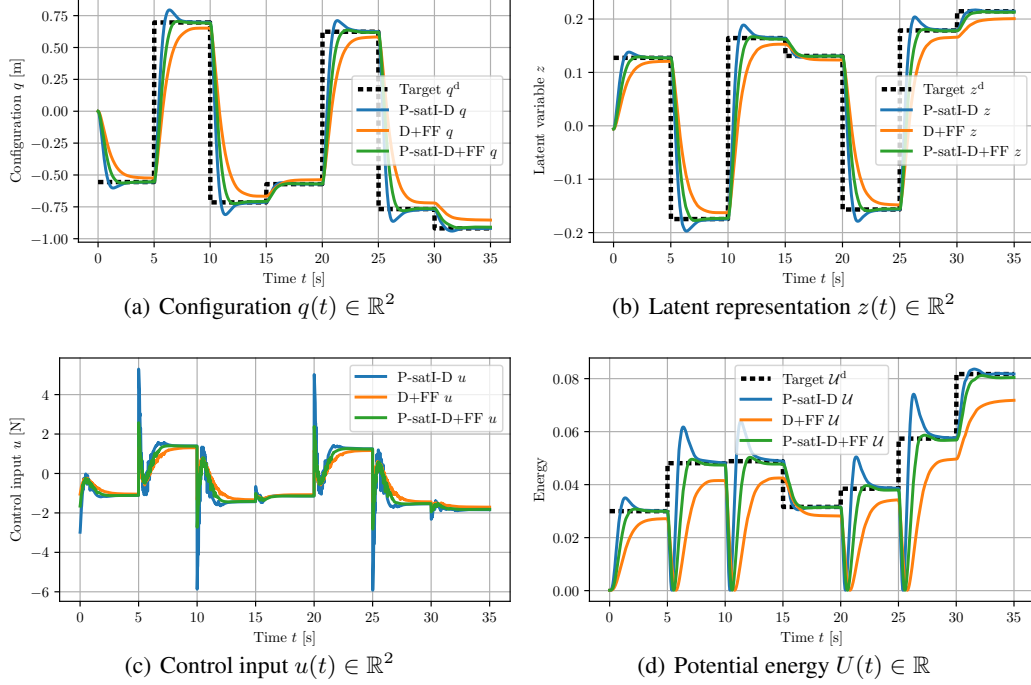 0.75
0.50
0.25
0.00
−0.25
−0.50
−0.75
−1.00
Configuration q [m]
Target q^d
P-satI-D q
D+FF q
P-satI-D+FF q
0 5 10 15 20 25 30 35
Time t [s]
(a) Configuration q(t) ∈ ℝ²
0.2
0.1
0.0
−0.1
−0.2
Latent variable z
Target z^d
P-satI-D z
D+FF z
P-satI-D+FF z
0 5 10 15 20 25 30 35
Time t [s]
(b) Latent representation z(t) ∈ ℝ²
4
2
0
−2
−4
−6
Control input u [N]
P-satI-D u
D+FF u
P-satI-D+FF u
0 5 10 15 20 25 30 35
Time t [s]
(c) Control input u(t) ∈ ℝ²
0.08
0.06
0.04
0.02
0.00
Energy
Target 𝒰^d
P-satI-D 𝒰
D+FF 𝒰
P-satI-D+FF 𝒰
0 5 10 15 20 25 30 35
Time t [s]
(d) Potential energy U(t) ∈ ℝ